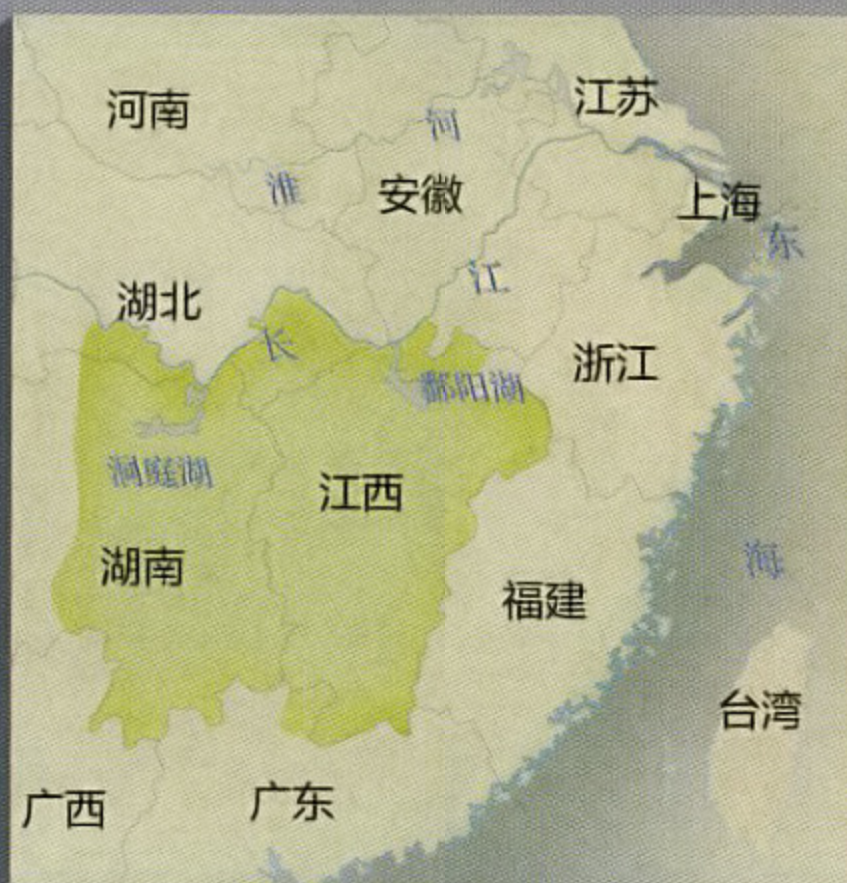 河南
江苏
河
淮
安徽
上海
东
江
湖北
长
浙江
鄱阳湖
洞庭湖
江西
湖南
海
福建
台湾
广西
广东